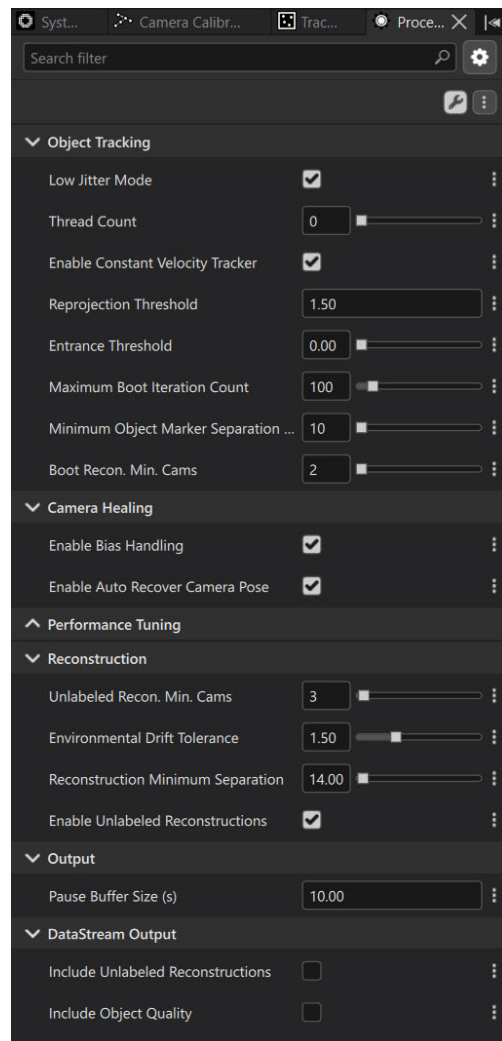 Syst...
Camera Calibr...
Trac...
Proce...
Search filter
Object Tracking
Low Jitter Mode
Thread Count 0
Enable Constant Velocity Tracker
Reprojection Threshold 1.50
Entrance Threshold 0.00
Maximum Boot Iteration Count 100
Minimum Object Marker Separation ... 10
Boot Recon. Min. Cams 2
Camera Healing
Enable Bias Handling
Enable Auto Recover Camera Pose
Performance Tuning
Reconstruction
Unlabeled Recon. Min. Cams 3
Environmental Drift Tolerance 1.50
Reconstruction Minimum Separation 14.00
Enable Unlabeled Reconstructions
Output
Pause Buffer Size (s) 10.00
DataStream Output
Include Unlabeled Reconstructions
Include Object Quality